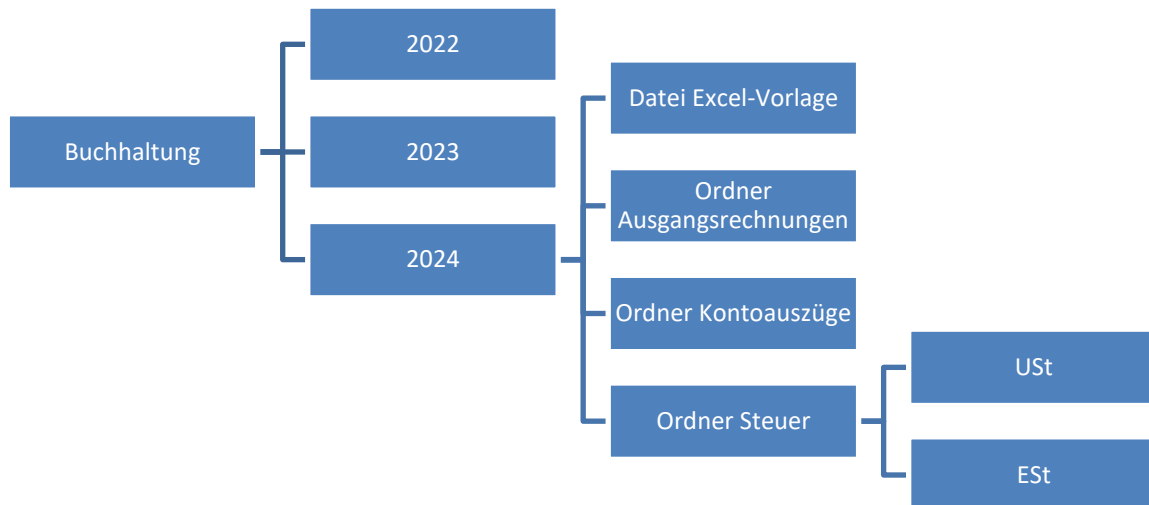 Buchhaltung
2022
2023
2024
Datei Excel-Vorlage
Ordner
Ausgangsrechnungen
Ordner Kontoauszüge
Ordner Steuer
USt
ESt